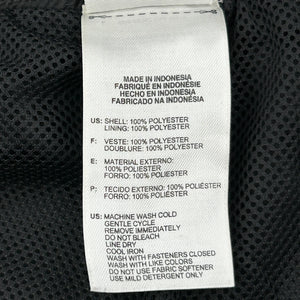 MADE IN INDONESIA
FABRIQUÉ EN INDONÉSIE
HECHO EN INDONESIA
FABRICADO NA INDONÉSIA
US: SHELL: 100% POLYESTER
LINING: 100% POLYESTER
F: VESTE: 100% POLYESTER
DOUBLURE: 100% POLYESTER
E: MATERIAL EXTERNO:
100% POLIÉSTER
FORRO: 100% POLIÉSTER
P: TECIDO EXTERNO: 100% POLIÉSTER
FORRO: 100% POLIÉSTER
US: MACHINE WASH COLD
GENTLE CYCLE
REMOVE IMMEDIATELY
DO NOT BLEACH
LINE DRY
COOL IRON
WASH WITH FASTENERS CLOSED
WASH WITH LIKE COLORS
DO NOT USE FABRIC SOFTENER
USE MILD DETERGENT ONLY